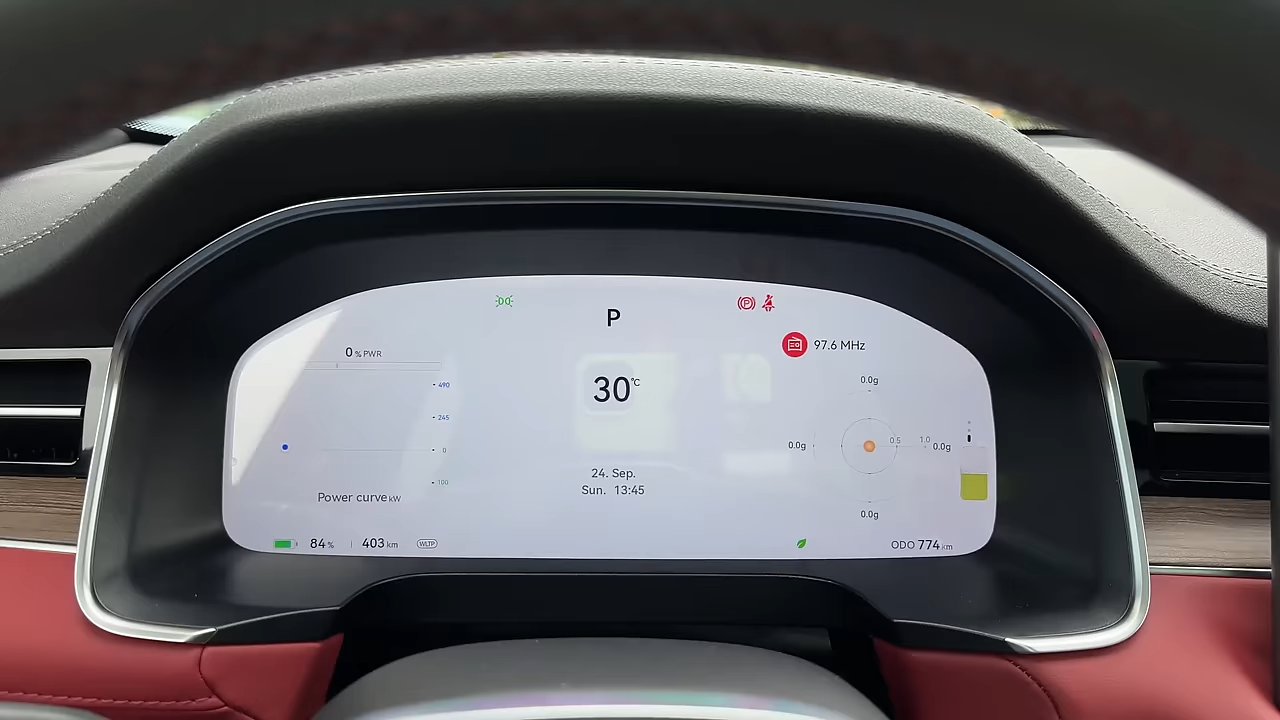 P
P
97.6 MHz
0 % PWR
490
245
0
100
Power curve kW
30 °C
24. Sep.
Sun. 13:45
0.0g
0.0g
0.5
1.0
0.0g
0.0g
84 %
403 km
WLTP
ODO 774 km